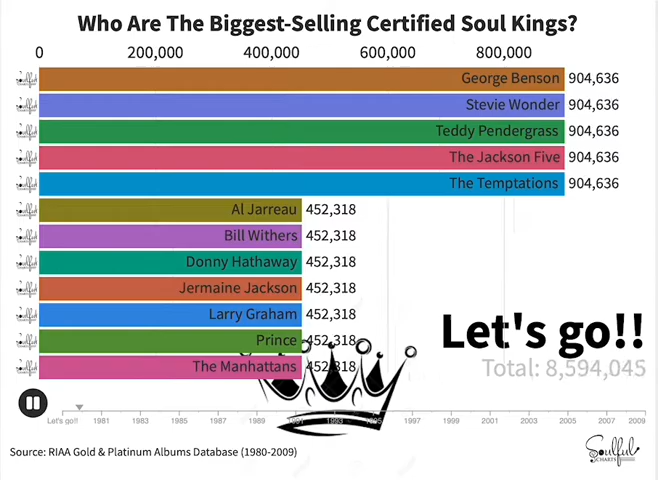 Who Are The Biggest-Selling Certified Soul Kings?
0 200,000 400,000 600,000 800,000
George Benson 904,636
Stevie Wonder 904,636
Teddy Pendergrass 904,636
The Jackson Five 904,636
The Temptations 904,636
Al Jarreau 452,318
Bill Withers 452,318
Donny Hathaway 452,318
Jermaine Jackson 452,318
Larry Graham 452,318
Prince 452,318
The Manhattans 452,318
Let's go!!
Total: 8,594,045
Let's go!! 1981 1983 1985 1987 1989 1991 1993 1995 1997 1999 2001 2003 2005 2007 2009
Source: RIAA Gold & Platinum Albums Database (1980-2009)
Soulful
CHARTS